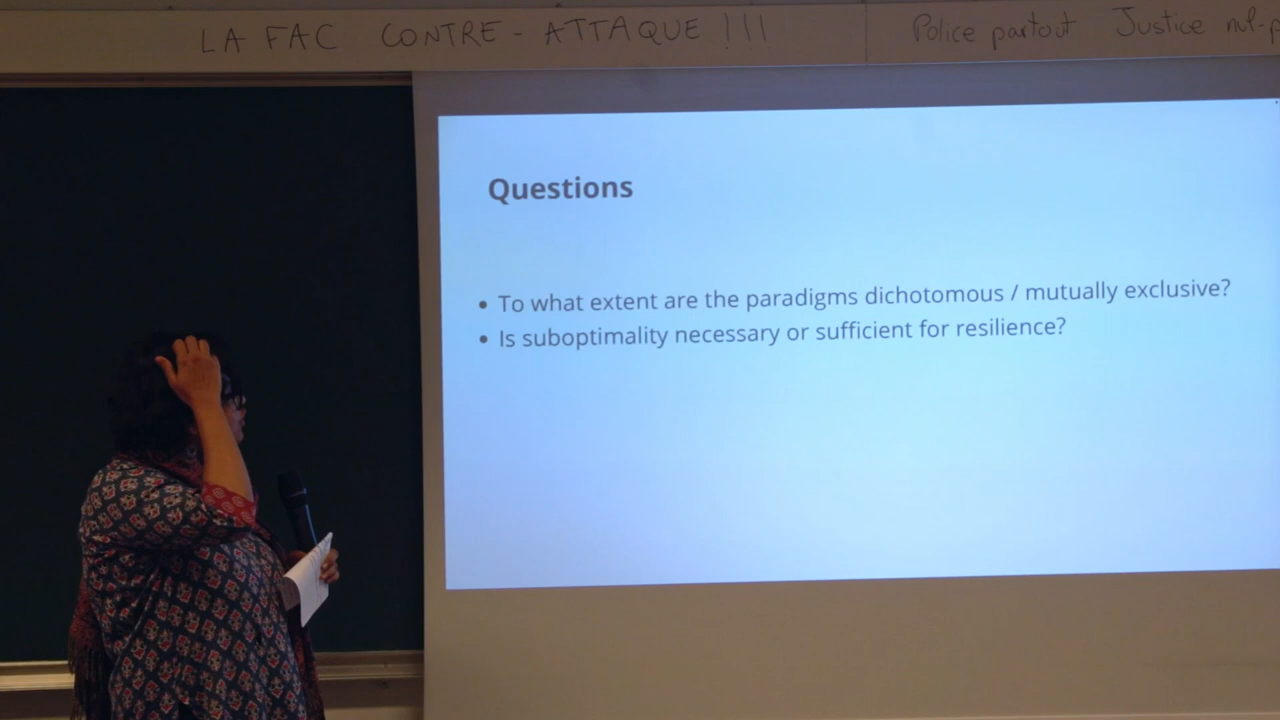 LA FAC CONTRE-ATTAQUE !!!
Police partout Justice nul-p
Questions
• To what extent are the paradigms dichotomous / mutually exclusive?
• Is suboptimality necessary or sufficient for resilience?